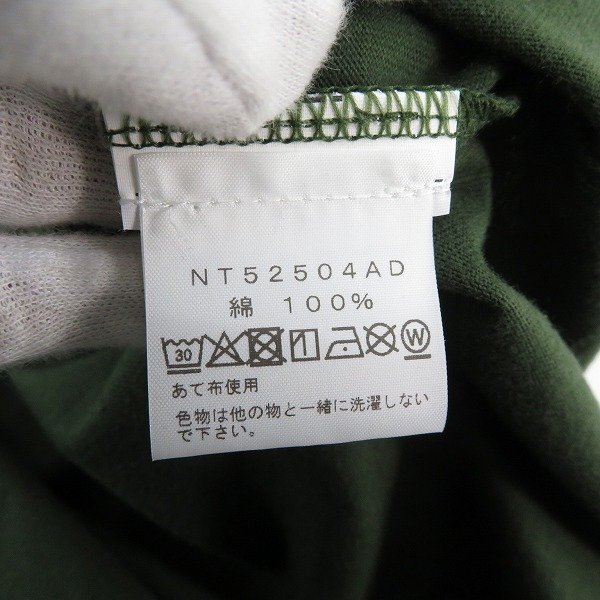 NT52504AD
綿 100%
30 W
あて布使用
色物は他の物と一緒に洗濯しない
で下さい。